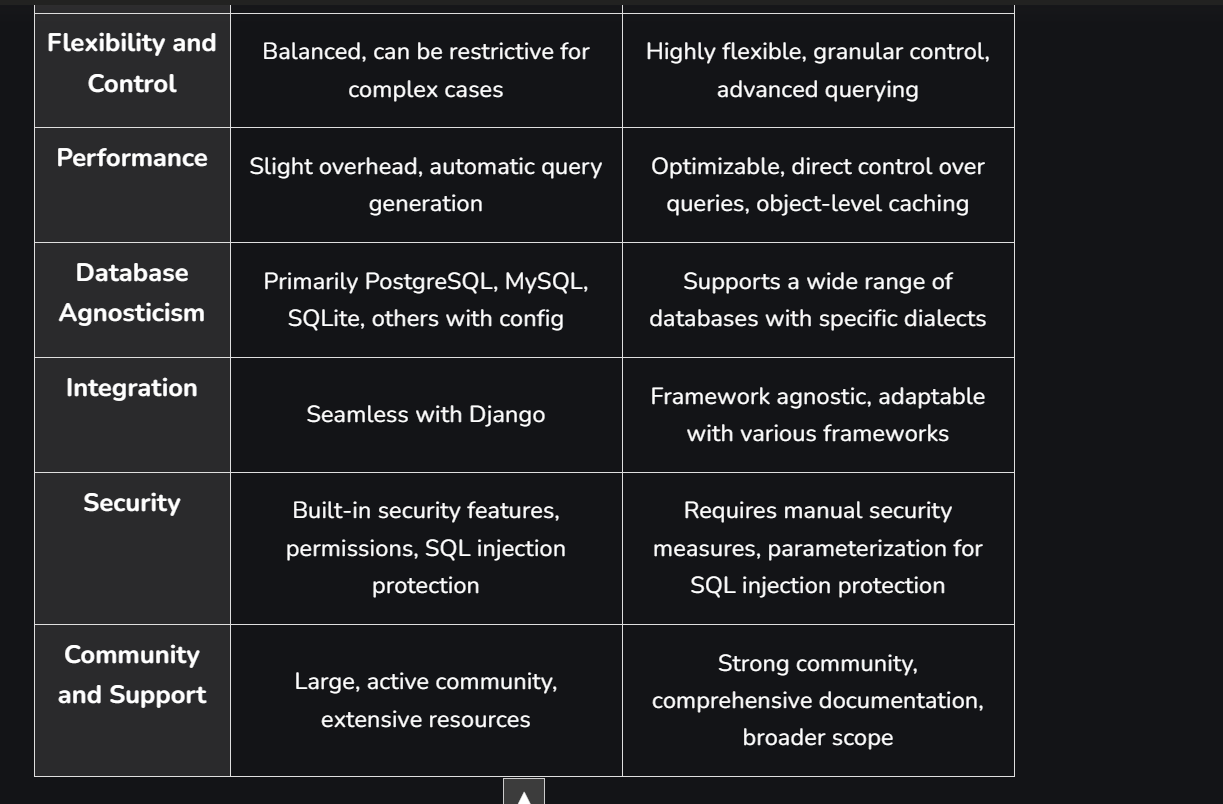 Flexibility and
Control
Balanced, can be restrictive for
complex cases
Highly flexible, granular control,
advanced querying
Performance
Slight overhead, automatic query
generation
Optimizable, direct control over
queries, object-level caching
Database
Agnosticism
Primarily PostgreSQL, MySQL,
SQLite, others with config
Supports a wide range of
databases with specific dialects
Integration
Seamless with Django
Framework agnostic, adaptable
with various frameworks
Security
Built-in security features,
permissions, SQL injection
protection
Requires manual security
measures, parameterization for
SQL injection protection
Community
and Support
Large, active community,
extensive resources
Strong community,
comprehensive documentation,
broader scope